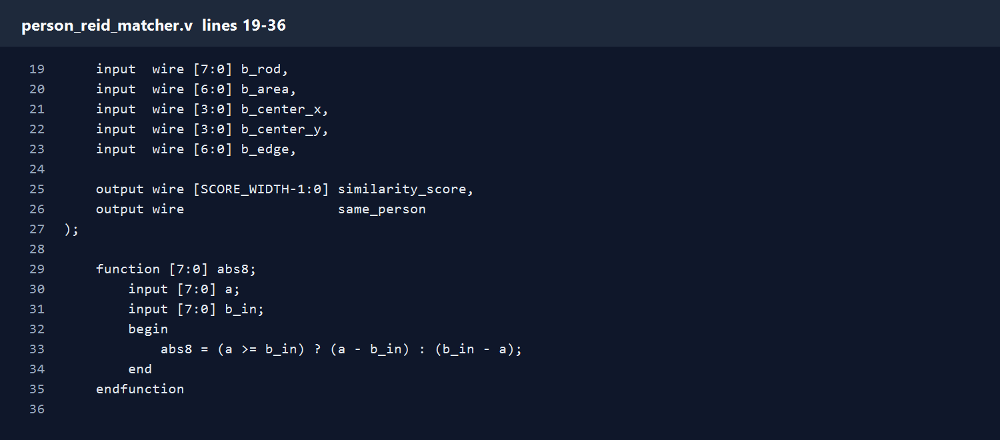 person_reid_matcher.v  lines 19-36
19      input  wire [7:0] b_rod,
20      input  wire [6:0] b_area,
21      input  wire [3:0] b_center_x,
22      input  wire [3:0] b_center_y,
23      input  wire [6:0] b_edge,
24
25      output wire [SCORE_WIDTH-1:0] similarity_score,
26      output wire                   same_person
27  );
28
29      function [7:0] abs8;
30          input [7:0] a;
31          input [7:0] b_in;
32          begin
33              abs8 = (a >= b_in) ? (a - b_in) : (b_in - a);
34          end
35      endfunction
36